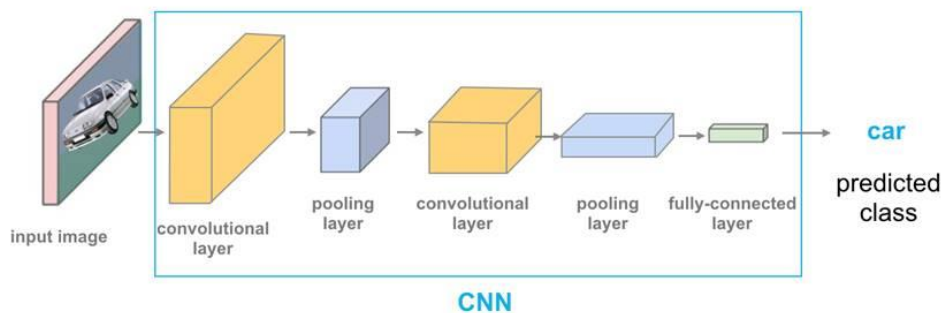 input image
convolutional
layer
pooling
layer
convolutional
layer
pooling
layer
fully-connected
layer
car
predicted
class
CNN